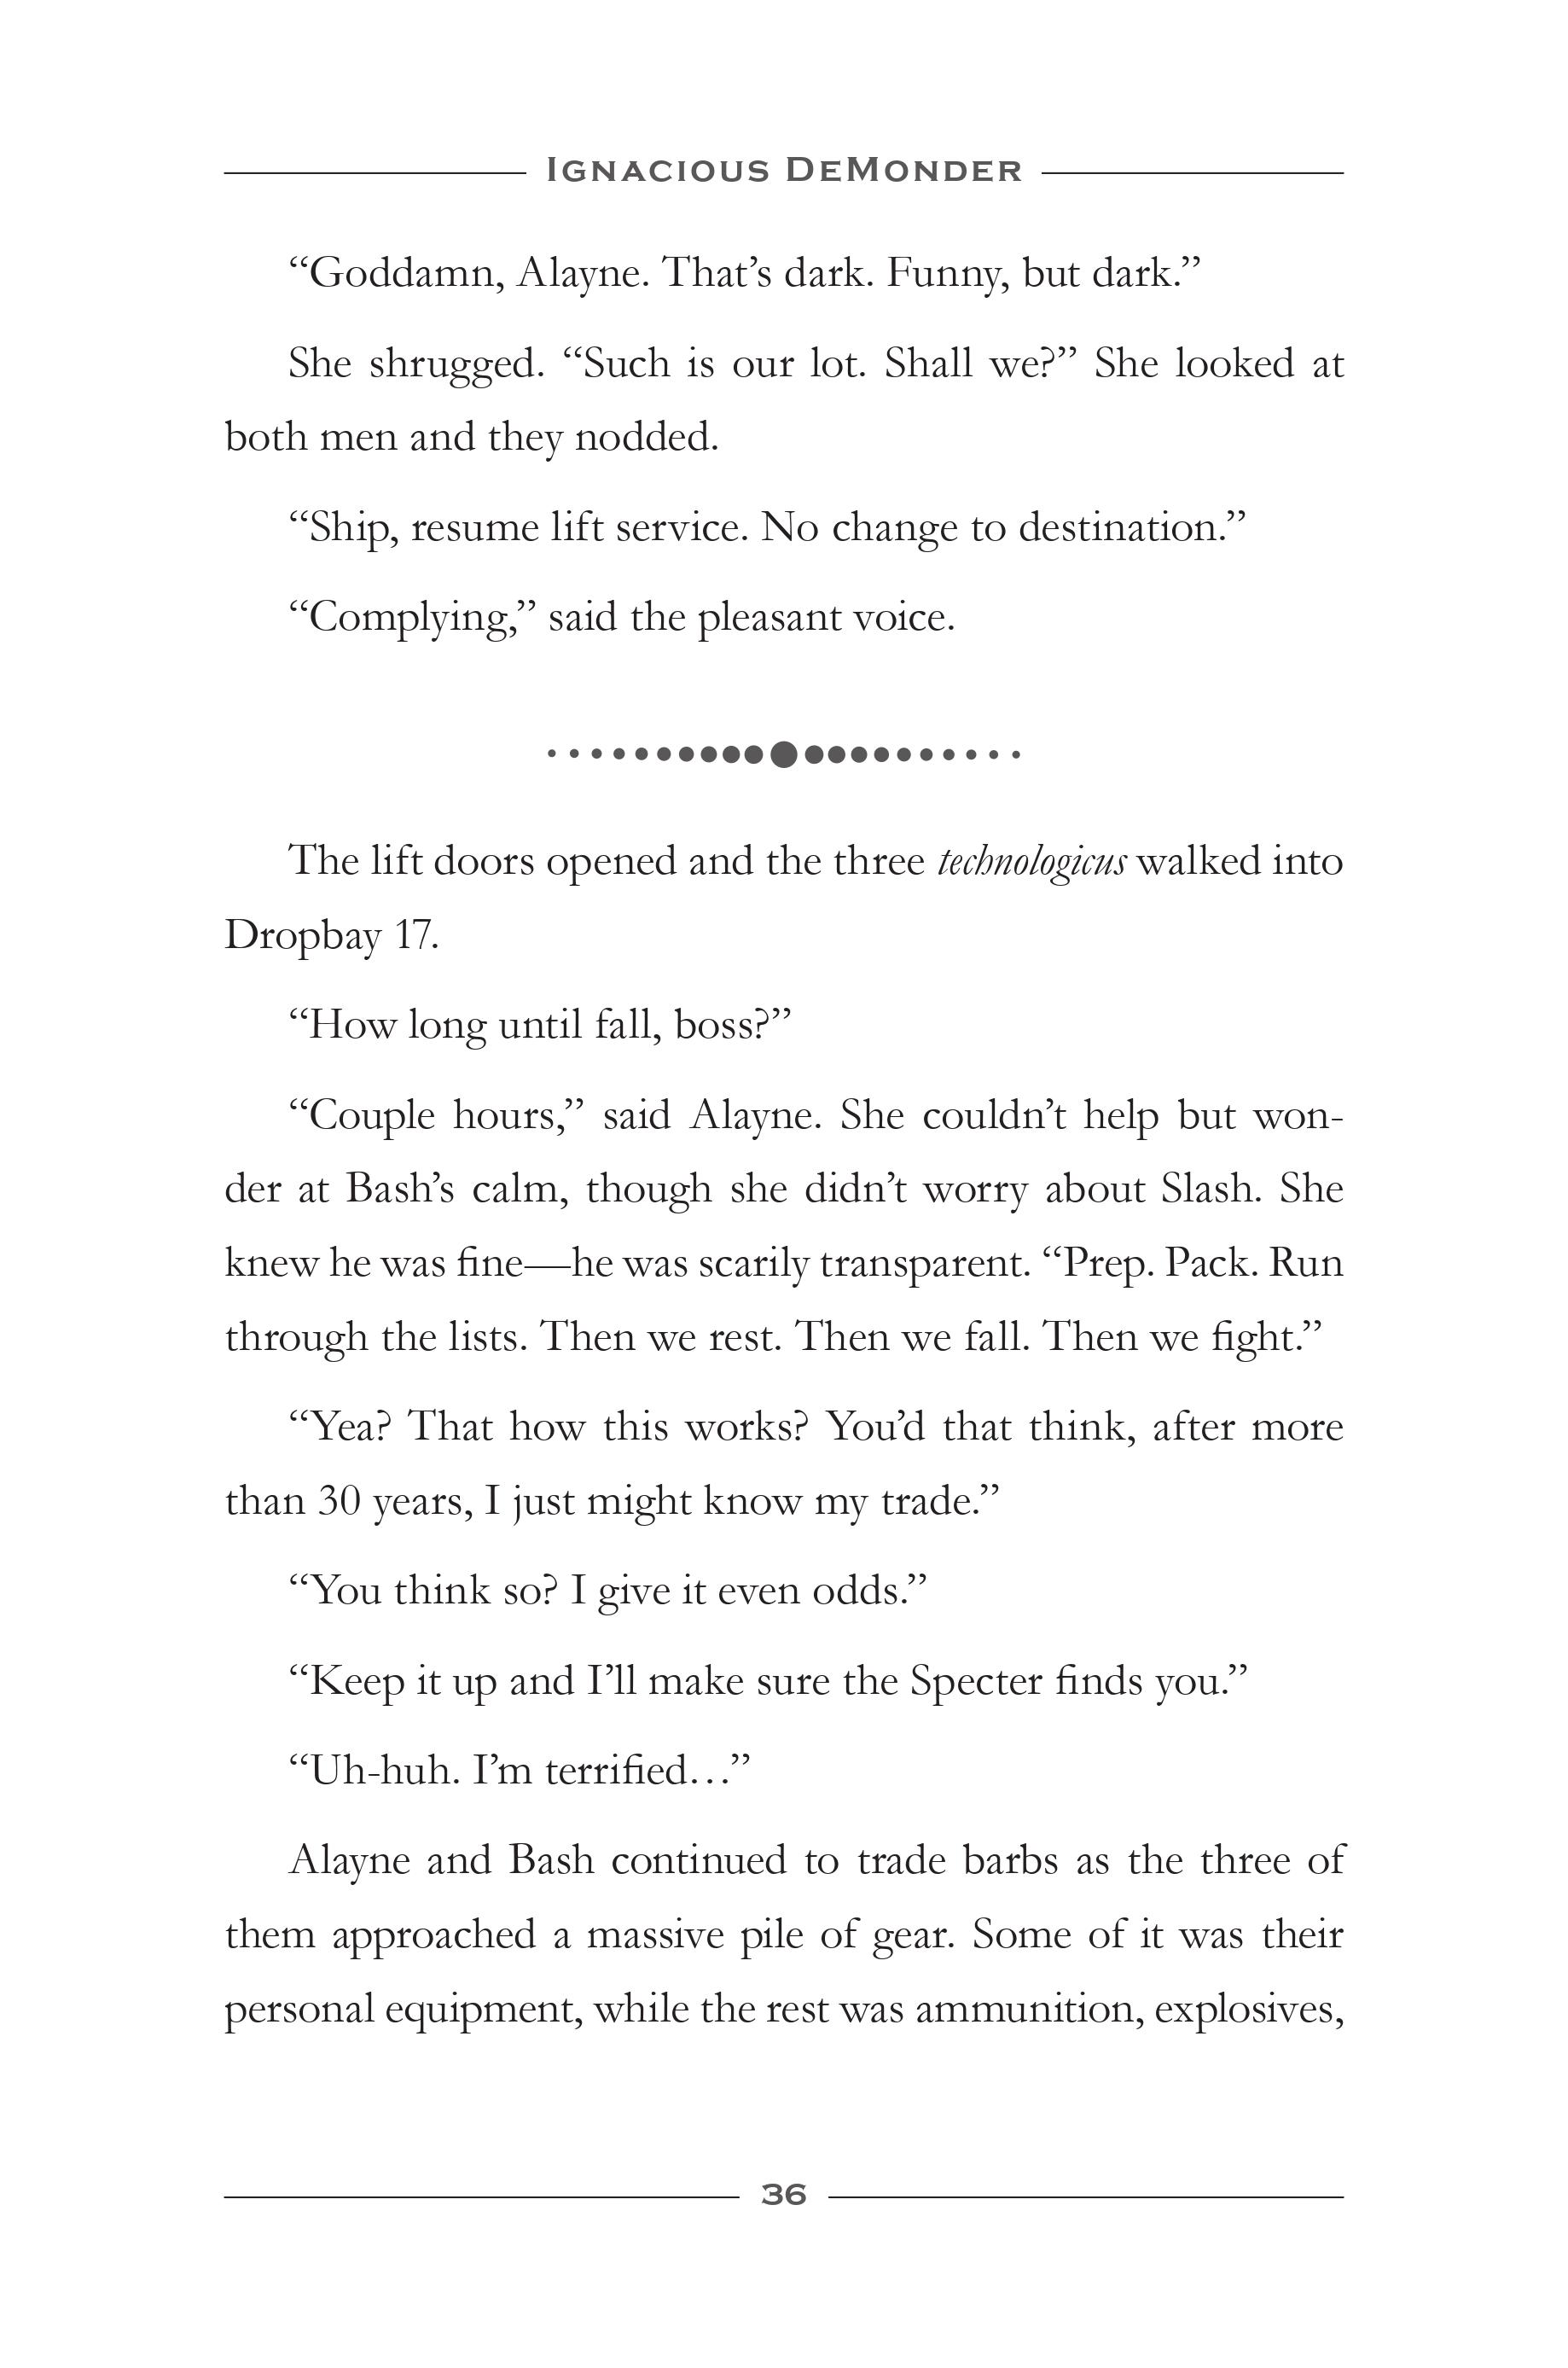 Ignacious DeMonder
“Goddamn, Alayne. That’s dark. Funny, but dark.”
She shrugged. “Such is our lot. Shall we?” She looked at
both men and they nodded.
“Ship, resume lift service. No change to destination.”
“Complying,” said the pleasant voice.
The lift doors opened and the three technologicus walked into
Dropbay 17.
“How long until fall, boss?”
“Couple hours,” said Alayne. She couldn’t help but won-
der at Bash’s calm, though she didn’t worry about Slash. She
knew he was fine—he was scarily transparent. “Prep. Pack. Run
through the lists. Then we rest. Then we fall. Then we fight.”
“Yea? That how this works? You’d that think, after more
than 30 years, I just might know my trade.”
“You think so? I give it even odds.”
“Keep it up and I’ll make sure the Specter finds you.”
“Uh-huh. I’m terrified…”
Alayne and Bash continued to trade barbs as the three of
them approached a massive pile of gear. Some of it was their
personal equipment, while the rest was ammunition, explosives,
36